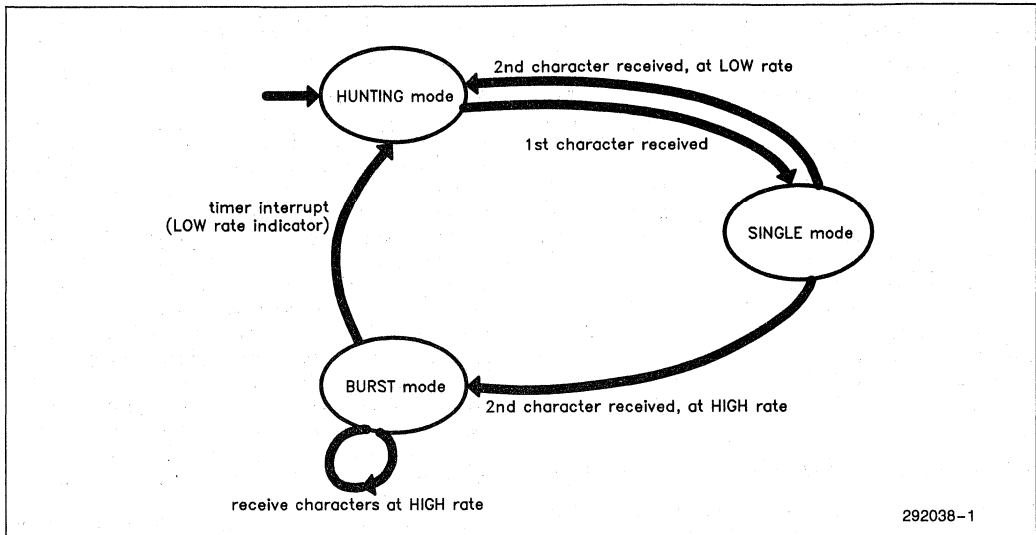 2nd character received, at LOW rate
HUNTING mode
1st character received
timer interrupt
(LOW rate indicator)
SINGLE mode
BURST mode
2nd character received, at HIGH rate
receive characters at HIGH rate
292038-1